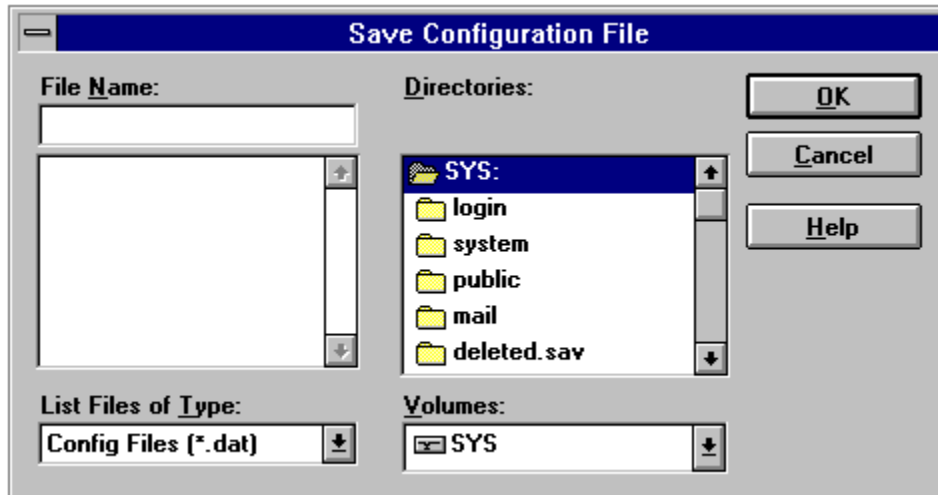 Save Configuration File
File Name:
Directories:
OK
Cancel
Help
SYS:
login
system
public
mail
deleted.sav
List Files of Type:
Config Files (*.dat)
Volumes:
SYS